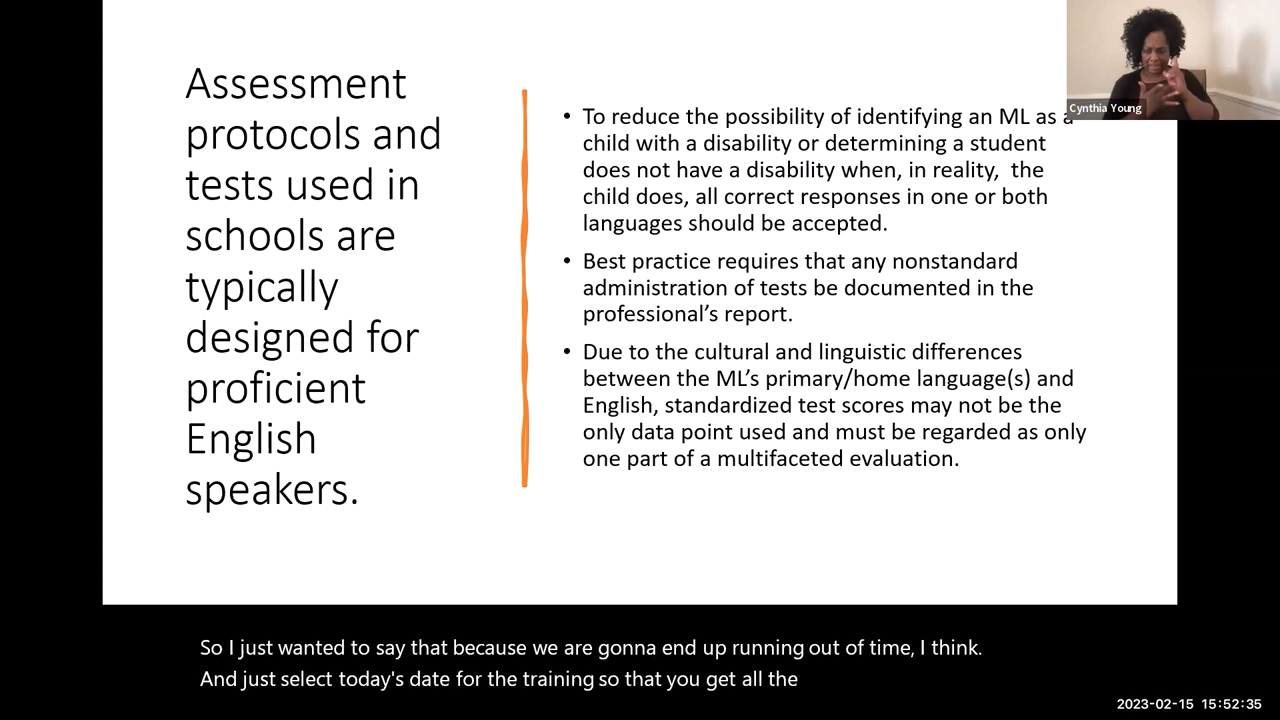 Assessment
protocols and
tests used in
schools are
typically
designed for
proficient
English
speakers.
• To reduce the possibility of identifying an ML as a
child with a disability or determining a student
does not have a disability when, in reality,  the
child does, all correct responses in one or both
languages should be accepted.
• Best practice requires that any nonstandard
administration of tests be documented in the
professional’s report.
• Due to the cultural and linguistic differences
between the ML’s primary/home language(s) and
English, standardized test scores may not be the
only data point used and must be regarded as only
one part of a multifaceted evaluation.
Cynthia Young
So I just wanted to say that because we are gonna end up running out of time, I think.
And just select today's date for the training so that you get all the
2023-02-15 15:52:35